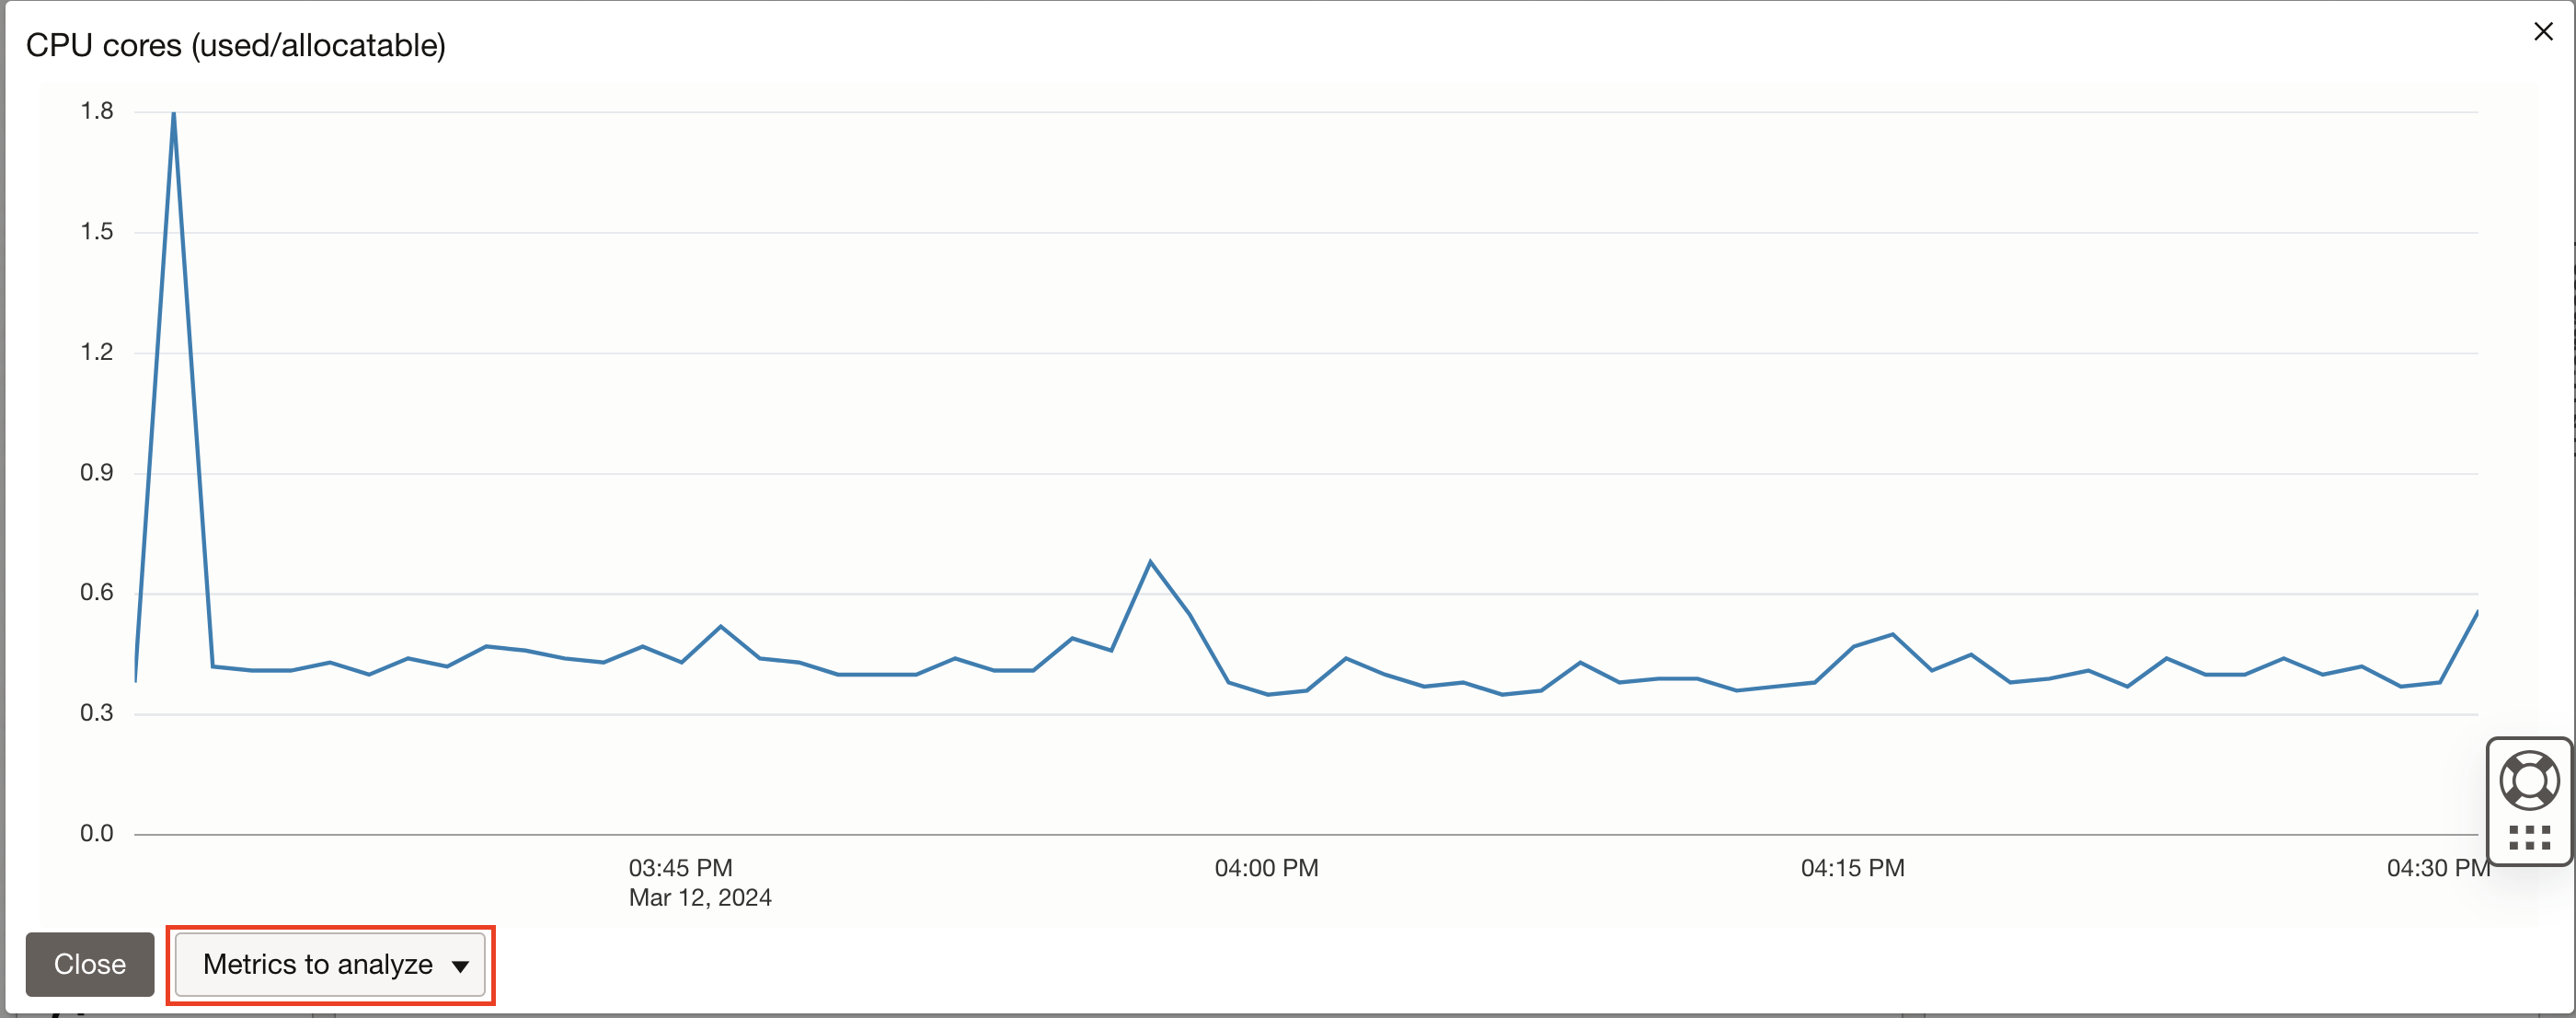 CPU cores (used/allocatable)
1.8
1.5
1.2
0.9
0.6
0.3
0.0
03:45 PM 04:00 PM 04:15 PM 04:30 PM
Mar 12, 2024
Close Metrics to analyze